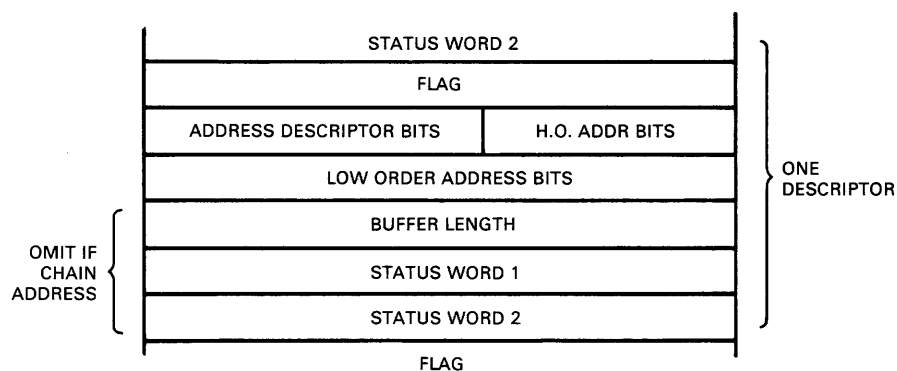 STATUS WORD 2
FLAG
ADDRESS DESCRIPTOR BITS
H.O. ADDR BITS
LOW ORDER ADDRESS BITS
ONE
DESCRIPTOR
BUFFER LENGTH
OMIT IF
CHAIN
ADDRESS
STATUS WORD 1
STATUS WORD 2
FLAG